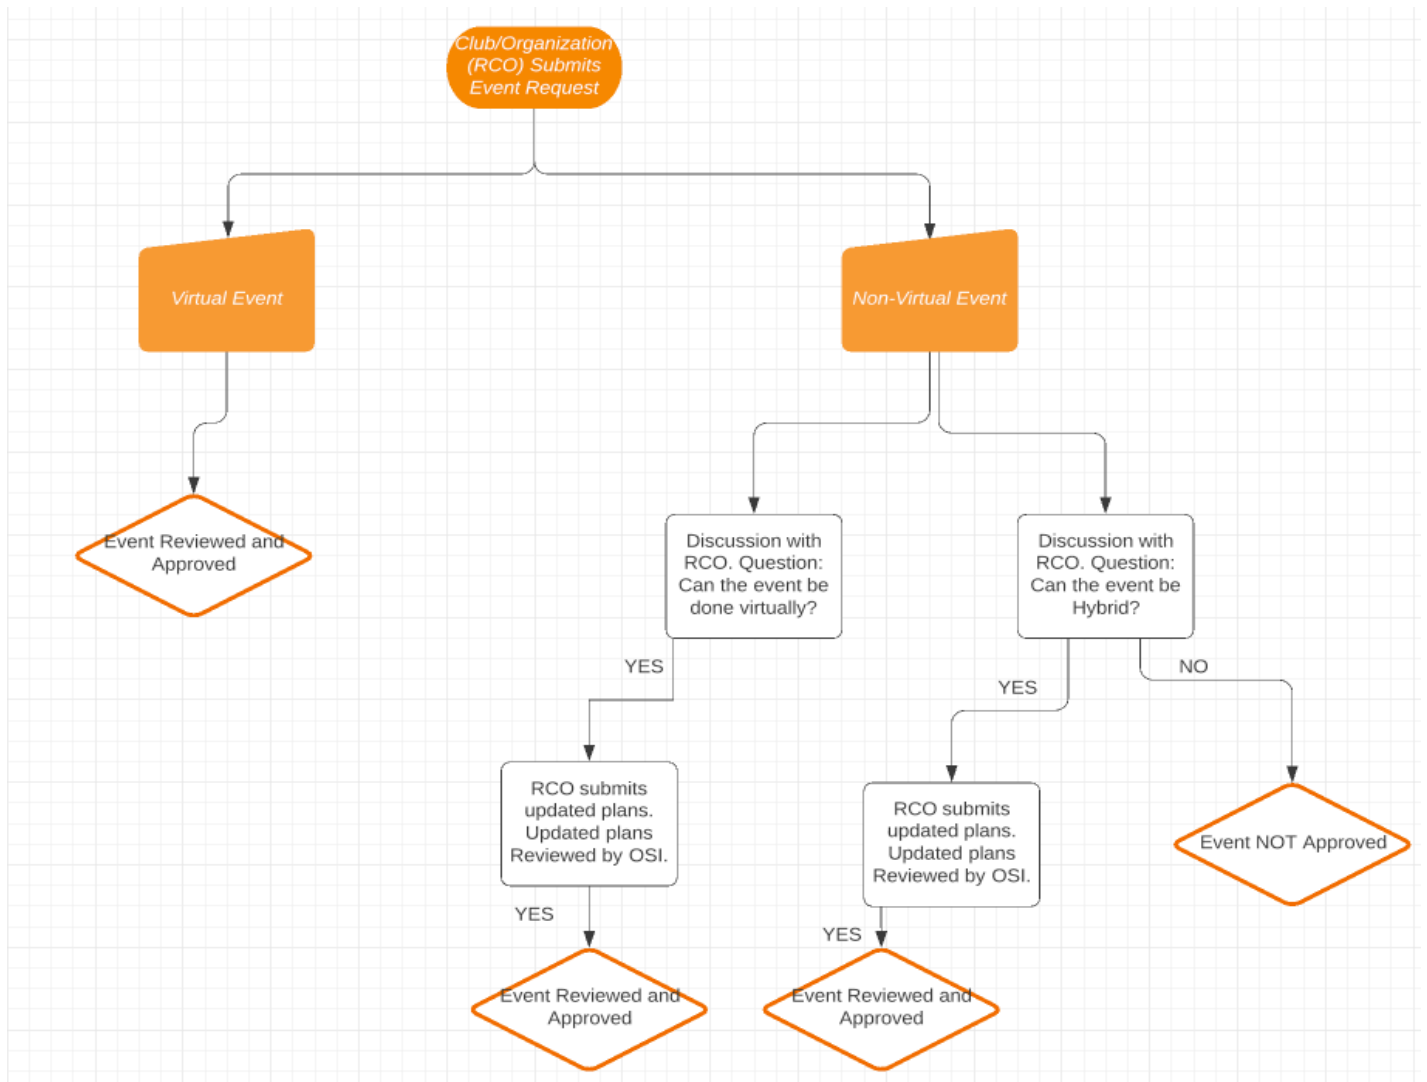 Club/Organization
(RCO) Submits
Event Request
Virtual Event
Non-Virtual Event
Event Reviewed and
Approved
Discussion with
RCO. Question:
Can the event be
done virtually?
Discussion with
RCO. Question:
Can the event be
Hybrid?
YES
YES
NO
RCO submits
updated plans.
Updated plans
Reviewed by OSI.
RCO submits
updated plans.
Updated plans
Reviewed by OSI.
Event NOT Approved
YES
YES
Event Reviewed and
Approved
Event Reviewed and
Approved